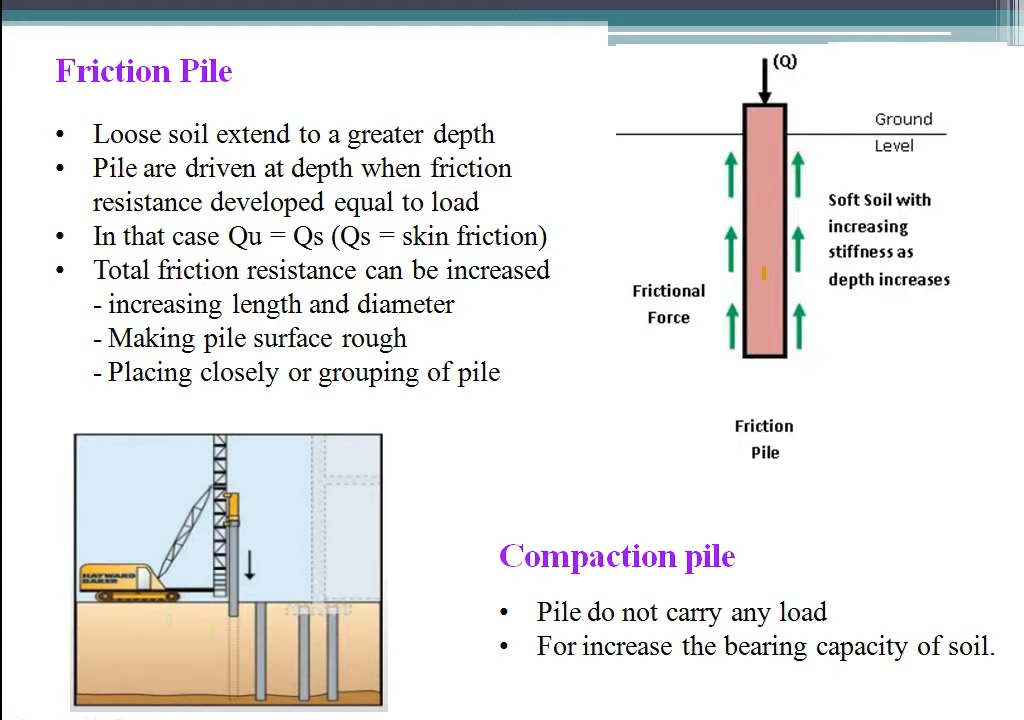 Friction Pile
• Loose soil extend to a greater depth
• Pile are driven at depth when friction
resistance developed equal to load
• In that case Qu = Qs (Qs = skin friction)
• Total friction resistance can be increased
- increasing length and diameter
- Making pile surface rough
- Placing closely or grouping of pile
(Q)
Ground
Level
Soft Soil with
increasing
stiffness as
depth increases
Frictional
Force
Friction
Pile
HAYWARD
BAKER
Compaction pile
• Pile do not carry any load
• For increase the bearing capacity of soil.